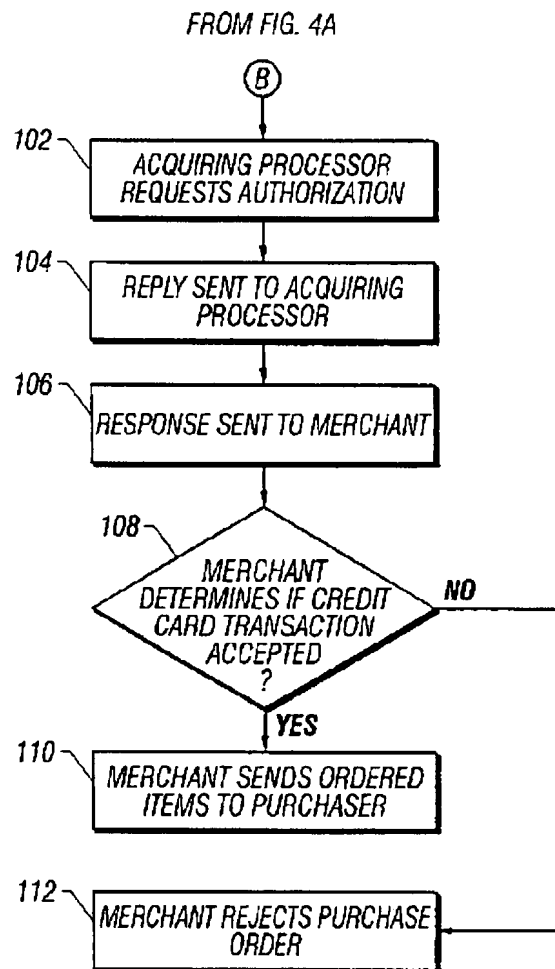 FROM FIG. 4A
B
102
ACQUIRING PROCESSOR
REQUESTS AUTHORIZATION
104
REPLY SENT TO ACQUIRING
PROCESSOR
106
RESPONSE SENT TO MERCHANT
108
MERCHANT
DETERMINES IF CREDIT
CARD TRANSACTION
ACCEPTED
?
NO
YES
110
MERCHANT SENDS ORDERED
ITEMS TO PURCHASER
112
MERCHANT REJECTS PURCHASE
ORDER